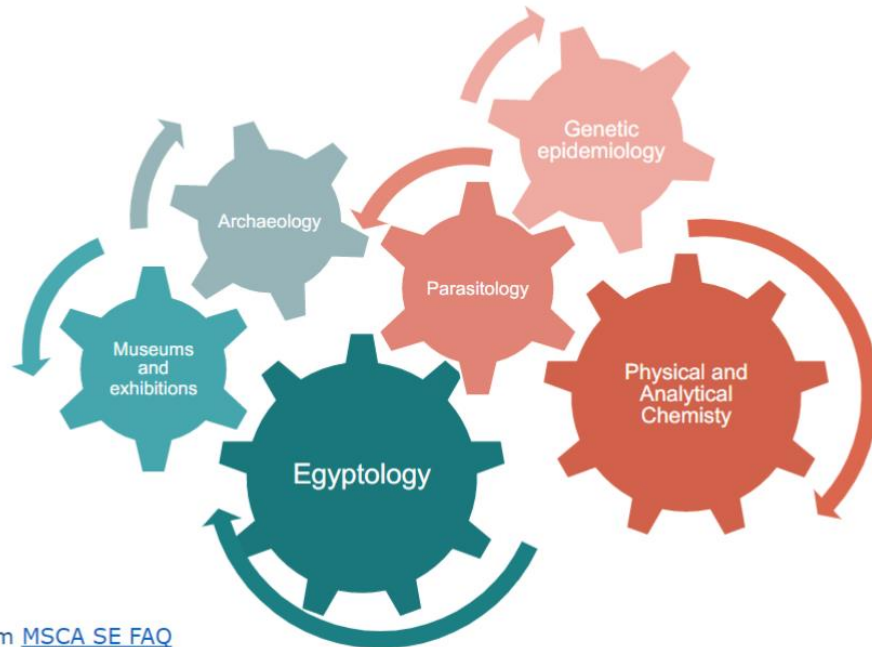 Genetic
epidemiology
Archaeology
Parasitology
Museums
and
exhibitions
Physical and
Analytical
Chemisty
Egyptology
m MSCA SE FAQ